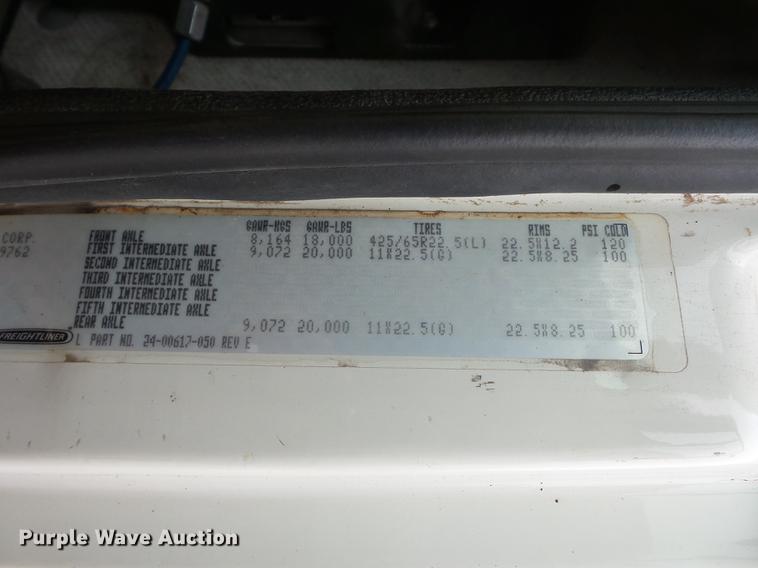 GAWR-KGS GAWR-LBS TIRES RIMS PSI COLD
CORP. FRONT AXLE 8,164 18,000 425/65R22.5(L) 22.5X12.2 120
9762 FIRST INTERMEDIATE AXLE 9,072 20,000 11X22.5(G) 22.5X8.25 100
SECOND INTERMEDIATE AXLE
THIRD INTERMEDIATE AXLE
FOURTH INTERMEDIATE AXLE
FIFTH INTERMEDIATE AXLE
REAR AXLE 9,072 20,000 11X22.5(G) 22.5X8.25 100
FREIGHTLINER L PART NO. 24-00617-050 REV E
Purple Wave Auction